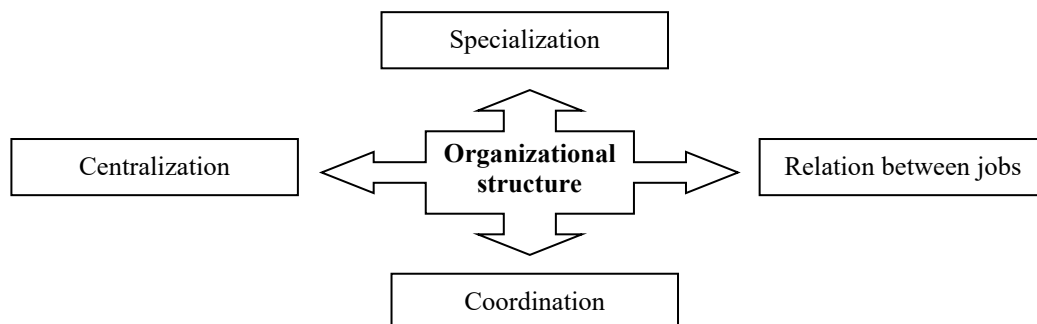 Specialization
Centralization
Organizational
structure
Relation between jobs
Coordination